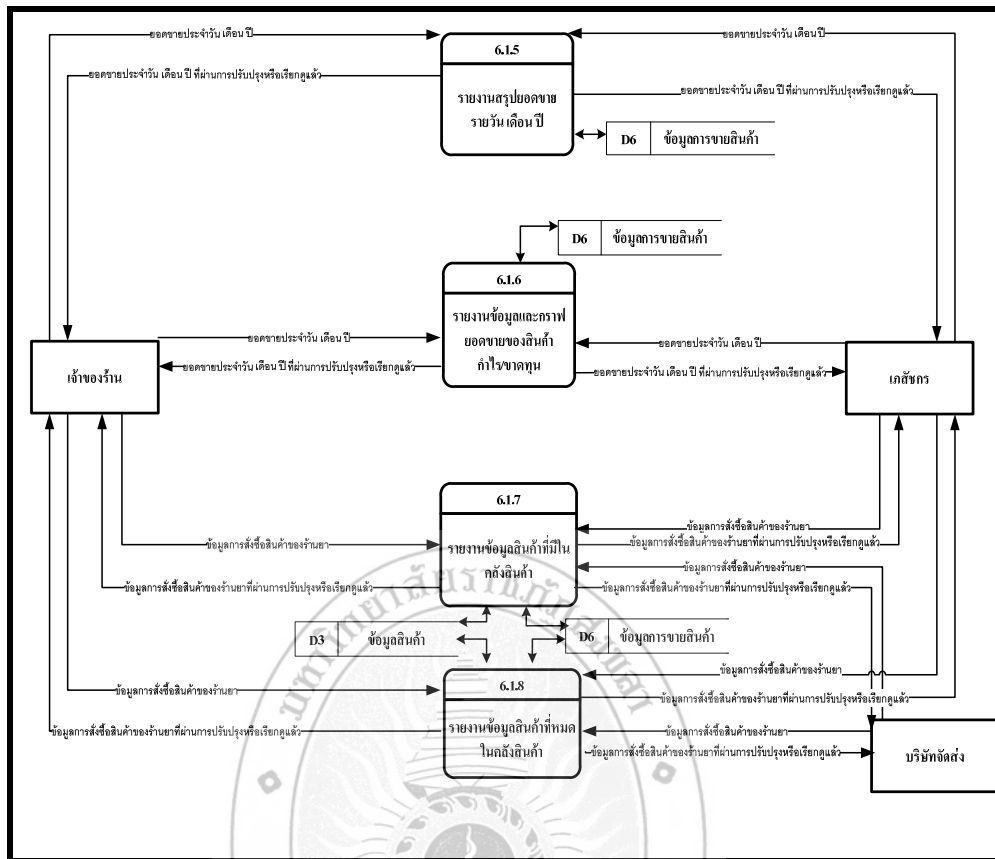 ยอดขายประจำวัน เดือน ปี
ยอดขายประจำวัน เดือน ปี
6.1.5
ยอดขายประจำวัน เดือน ปี ที่ผ่านการปรับปรุงหรือเรียกดูแล้ว
ยอดขายประจำวัน เดือน ปี ที่ผ่านการปรับปรุงหรือเรียกดูแล้ว
รายงานสรุปยอดขาย
รายวัน เดือน ปี
D6 ข้อมูลการขายสินค้า
D6 ข้อมูลการขายสินค้า
6.1.6
รายงานข้อมูลและกราฟ
ยอดขายของสินค้า
กำไร/ขาดทุน
ยอดขายประจำวัน เดือน ปี
ยอดขายประจำวัน เดือน ปี
ยอดขายประจำวัน เดือน ปี ที่ผ่านการปรับปรุงหรือเรียกดูแล้ว
ยอดขายประจำวัน เดือน ปี ที่ผ่านการปรับปรุงหรือเรียกดูแล้ว
เจ้าของร้าน
เภสัชกร
6.1.7
รายงานข้อมูลสินค้าที่มีใน
คลังสินค้า
ข้อมูลการสั่งซื้อสินค้าของร้านยา
ข้อมูลการสั่งซื้อสินค้าของร้านยา
ข้อมูลการสั่งซื้อสินค้าของร้านยาที่ผ่านการปรับปรุงหรือเรียกดูแล้ว
ข้อมูลการสั่งซื้อสินค้าของร้านยา
ข้อมูลการสั่งซื้อสินค้าของร้านยาที่ผ่านการปรับปรุงหรือเรียกดูแล้ว
ข้อมูลการสั่งซื้อสินค้าของร้านยาที่ผ่านการปรับปรุงหรือเรียกดูแล้ว
D3 ข้อมูลสินค้า
D6 ข้อมูลการขายสินค้า
6.1.8
รายงานข้อมูลสินค้าที่หมด
ในคลังสินค้า
ข้อมูลการสั่งซื้อสินค้าของร้านยา
ข้อมูลการสั่งซื้อสินค้าของร้านยา
ข้อมูลการสั่งซื้อสินค้าของร้านยาที่ผ่านการปรับปรุงหรือเรียกดูแล้ว
ข้อมูลการสั่งซื้อสินค้าของร้านยาที่ผ่านการปรับปรุงหรือเรียกดูแล้ว
ข้อมูลการสั่งซื้อสินค้าของร้านยา
ข้อมูลการสั่งซื้อสินค้าของร้านยาที่ผ่านการปรับปรุงหรือเรียกดูแล้ว
บริษัทจัดส่ง